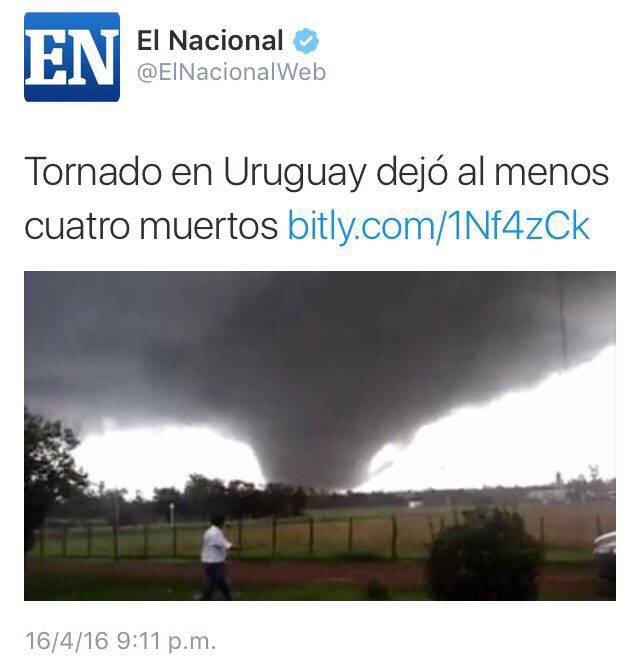 EN
El Nacional
@ElNacionalWeb
Tornado en Uruguay dejó al menos
cuatro muertos bitly.com/1Nf4zCk
16/4/16 9:11 p.m.